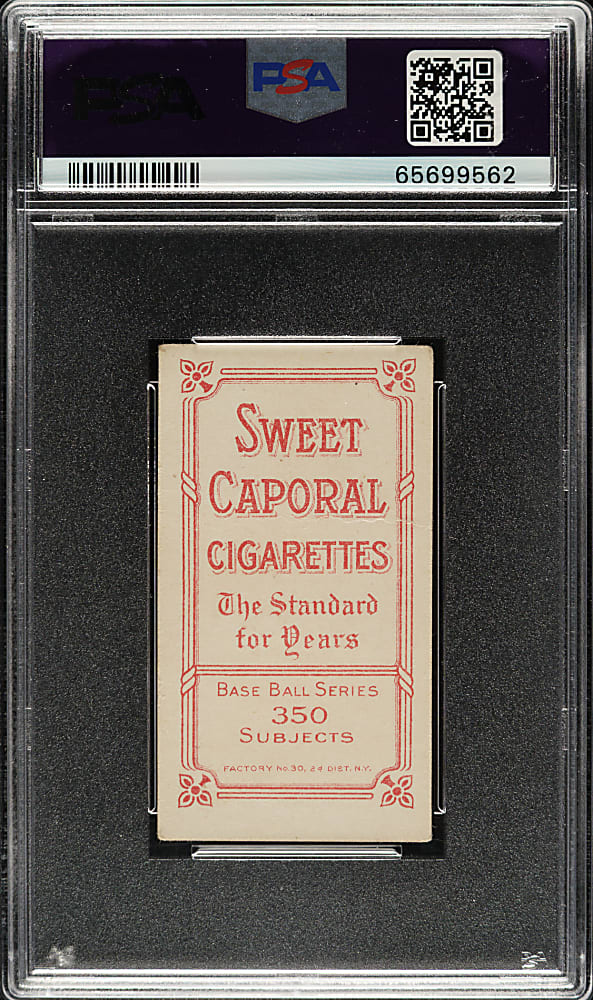 PSA
65699562
SWEET
CAPORAL
CIGARETTES
The Standard
for Years
BASE BALL SERIES
350
SUBJECTS
FACTORY No. 30, 2d DIST. N.Y.